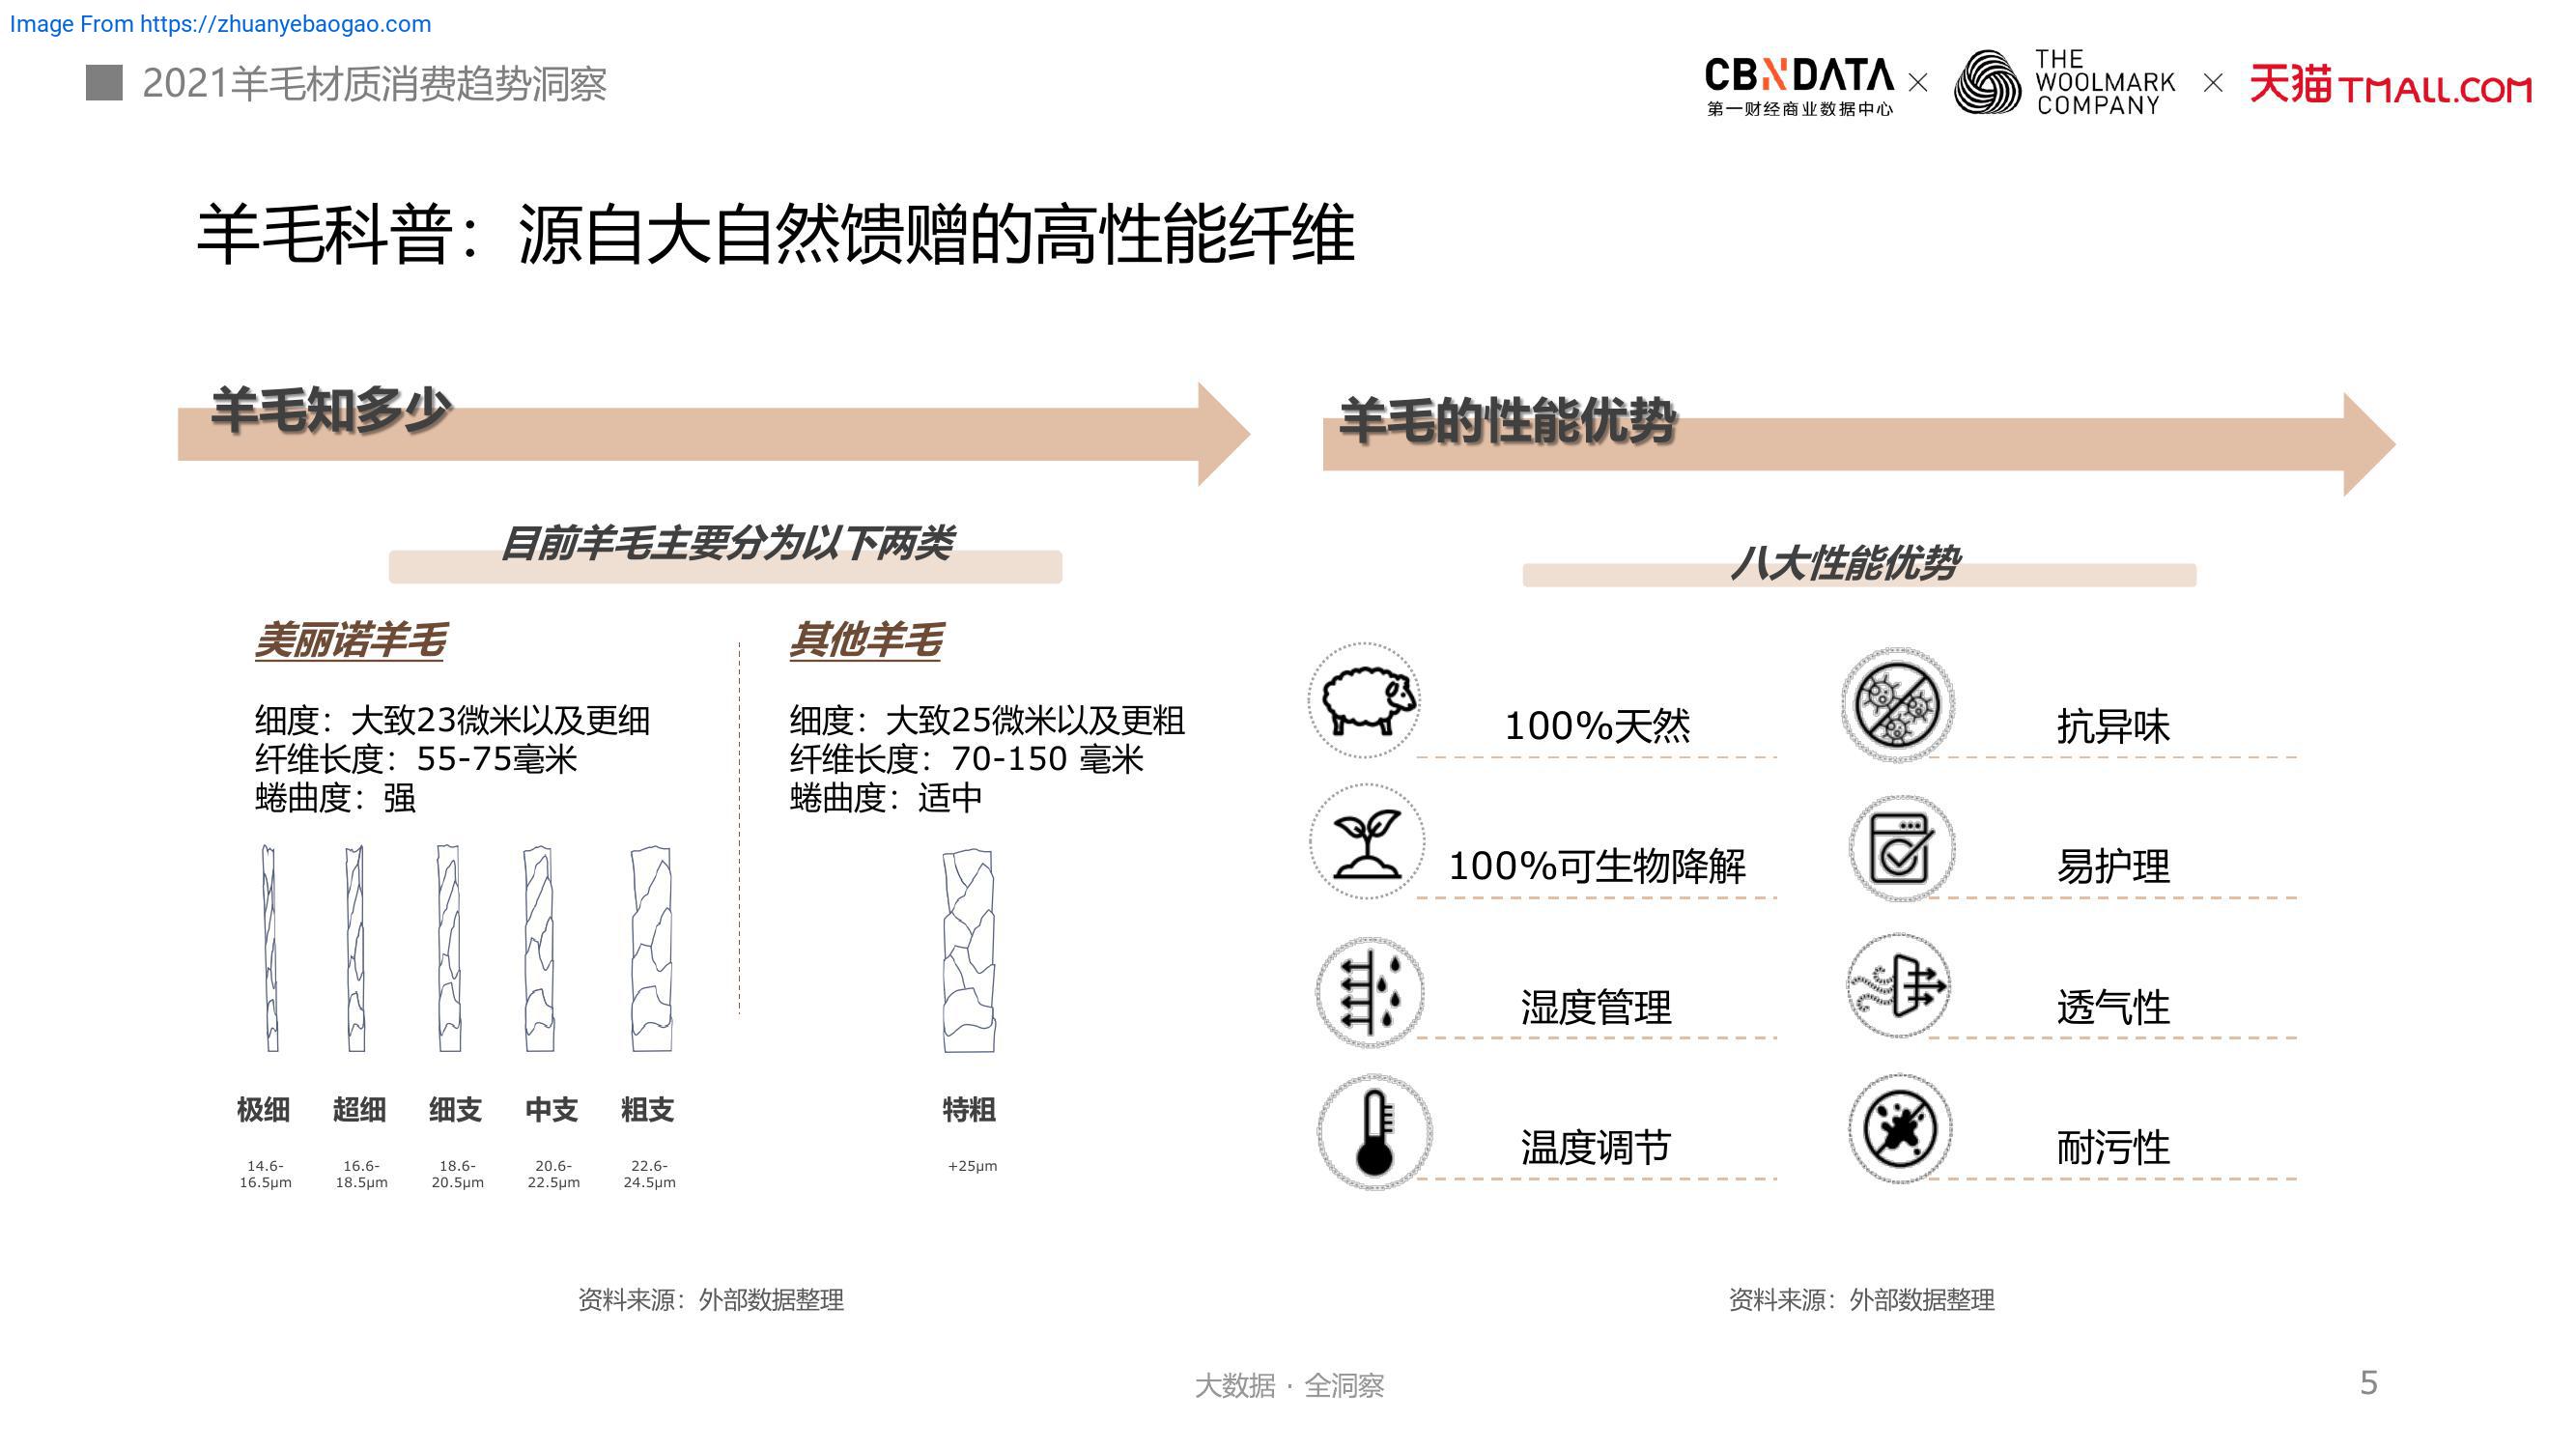 Image From https://zhuanyebaogao.com
2021羊毛材质消费趋势洞察
CBNDATA
第一财经商业数据中心
×
THE
WOOLMARK
COMPANY
×
天猫TMALL.COM
羊毛科普：源自大自然馈赠的高性能纤维
羊毛知多少
目前羊毛主要分为以下两类
美丽诺羊毛
细度：大致23微米以及更细
纤维长度：55-75毫米
蜷曲度：强
其他羊毛
细度：大致25微米以及更粗
纤维长度：70-150 毫米
蜷曲度：适中
极细
超细
细支
中支
粗支
特粗
14.6-
16.5μm
16.6-
18.5μm
18.6-
20.5μm
20.6-
22.5μm
22.6-
24.5μm
+25μm
资料来源：外部数据整理
羊毛的性能优势
八大性能优势
100%天然
抗异味
100%可生物降解
易护理
湿度管理
透气性
温度调节
耐污性
资料来源：外部数据整理
大数据 · 全洞察
5